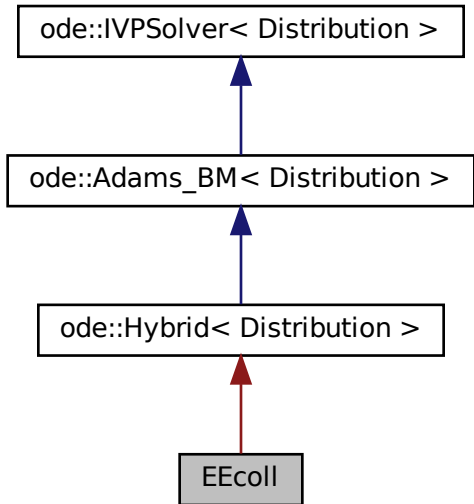 ode::IVPSolver< Distribution >
ode::Adams_BM< Distribution >
ode::Hybrid< Distribution >
EEcoll